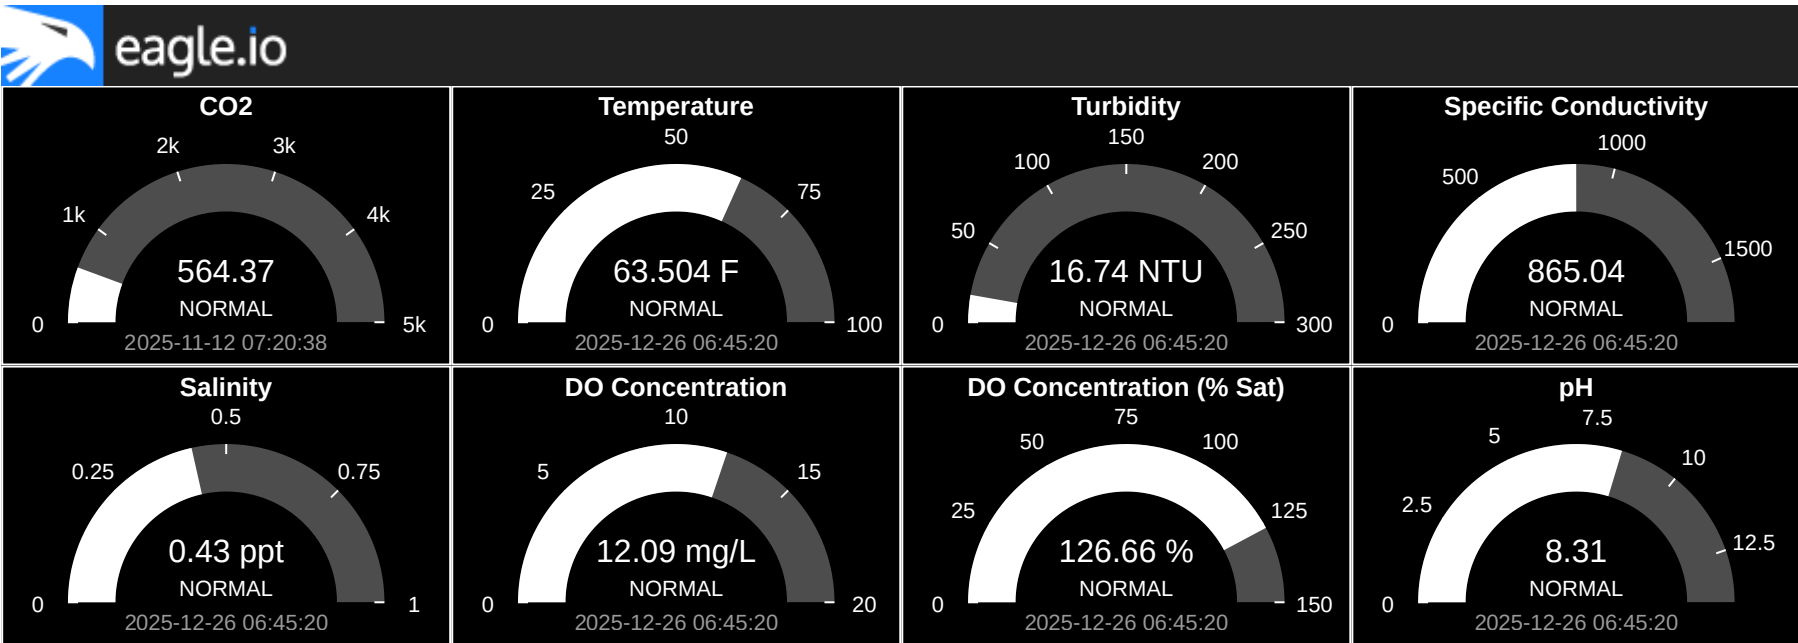 eagle.io
CO2
0
1k
2k
3k
4k
5k
564.37
NORMAL
2025-11-12 07:20:38
Temperature
0
25
50
75
100
63.504 F
NORMAL
2025-12-26 06:45:20
Turbidity
0
50
100
150
200
250
300
16.74 NTU
NORMAL
2025-12-26 06:45:20
Specific Conductivity
0
500
1000
1500
865.04
NORMAL
2025-12-26 06:45:20
Salinity
0
0.25
0.5
0.75
1
0.43 ppt
NORMAL
2025-12-26 06:45:20
DO Concentration
0
5
10
15
20
12.09 mg/L
NORMAL
2025-12-26 06:45:20
DO Concentration (% Sat)
0
25
50
75
100
125
150
126.66 %
NORMAL
2025-12-26 06:45:20
pH
0
2.5
5
7.5
10
12.5
8.31
NORMAL
2025-12-26 06:45:20